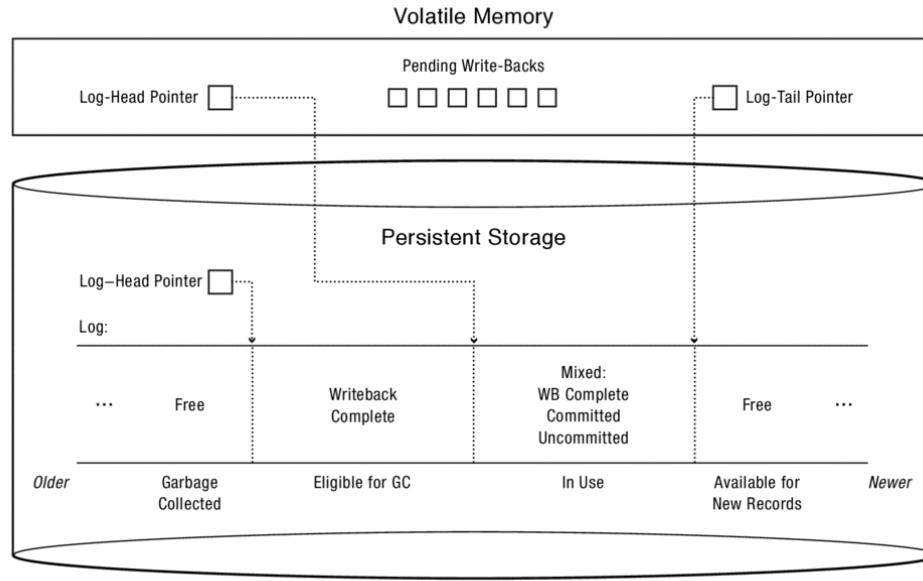 Volatile Memory
Pending Write-Backs
Log-Head Pointer
Log-Tail Pointer
Persistent Storage
Log–Head Pointer
Log:
...
Free
Writeback
Complete
Mixed:
WB Complete
Committed
Uncommitted
Free
...
Older
Garbage
Collected
Eligible for GC
In Use
Available for
New Records
Newer